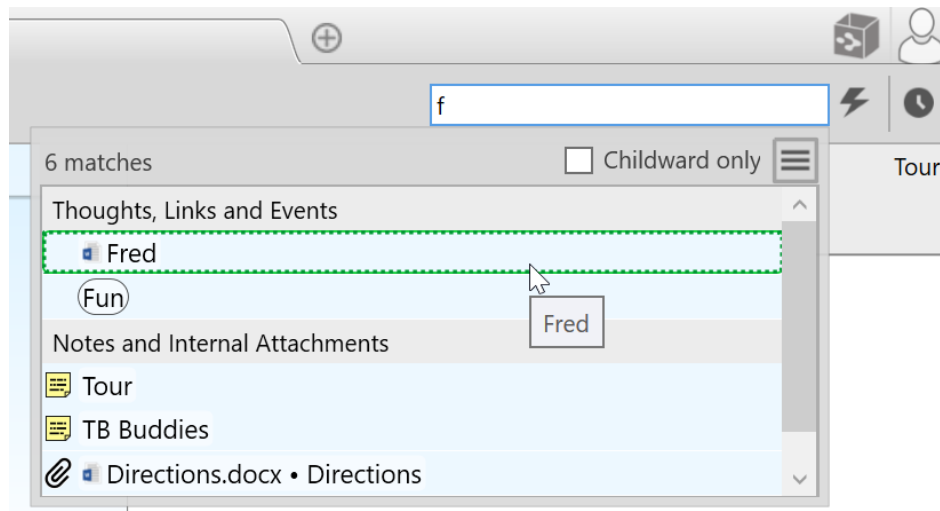 f
6 matches
Childward only
Tour
Thoughts, Links and Events
Fred
Fun
Fred
Notes and Internal Attachments
Tour
TB Buddies
Directions.docx • Directions